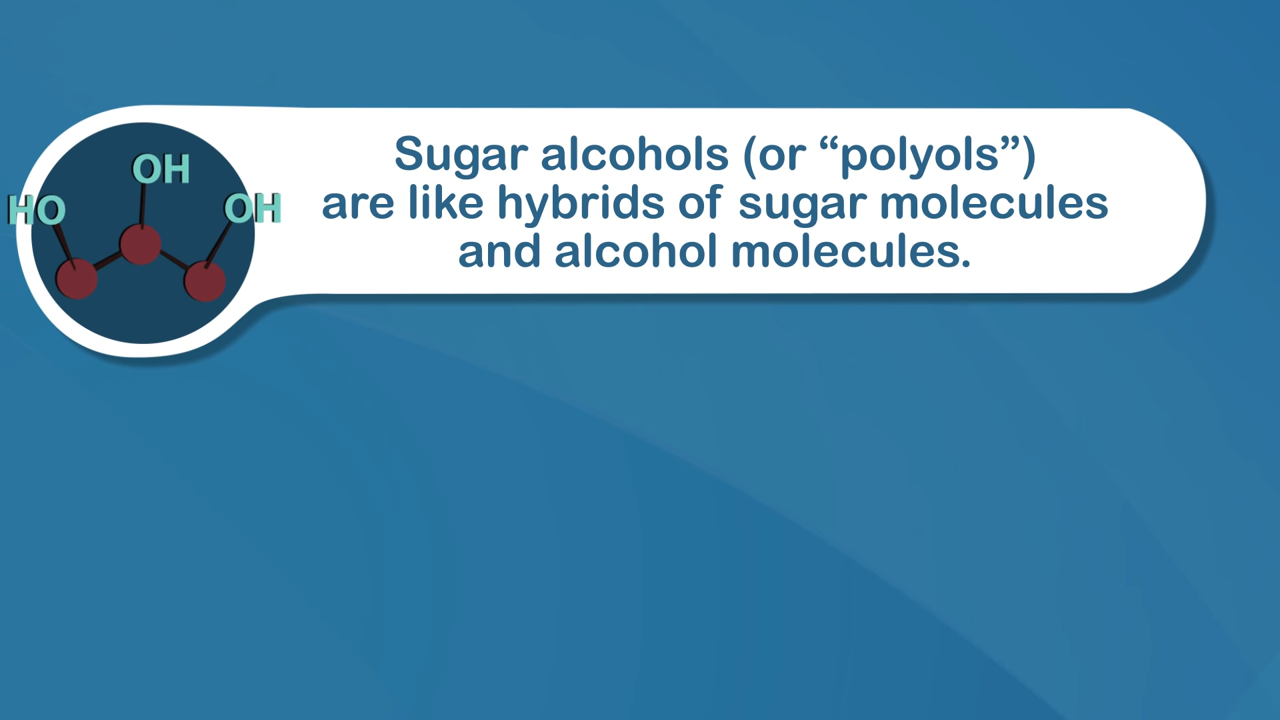 OH
HO
OH
Sugar alcohols (or “polyols”)
are like hybrids of sugar molecules
and alcohol molecules.